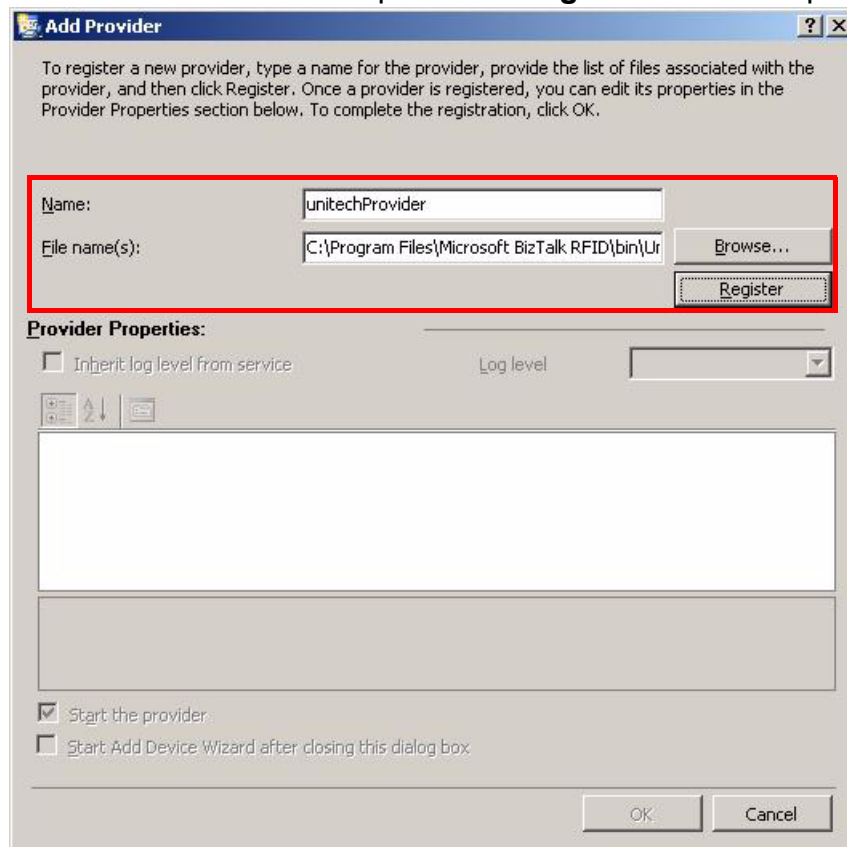 Add Provider
To register a new provider, type a name for the provider, provide the list of files associated with the
provider, and then click Register. Once a provider is registered, you can edit its properties in the
Provider Properties section below. To complete the registration, click OK.
Name:
unitechProvider
File name(s):
C:\Program Files\Microsoft BizTalk RFID\bin\Ur
Browse...
Register
Provider Properties:
Inherit log level from service
Log level
Start the provider
Start Add Device Wizard after closing this dialog box
OK
Cancel